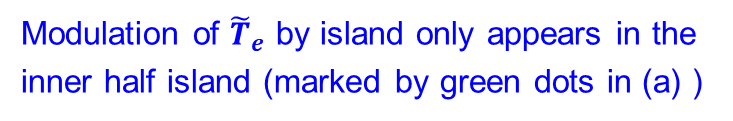 Modulation of T̃e by island only appears in the
inner half island (marked by green dots in (a) )